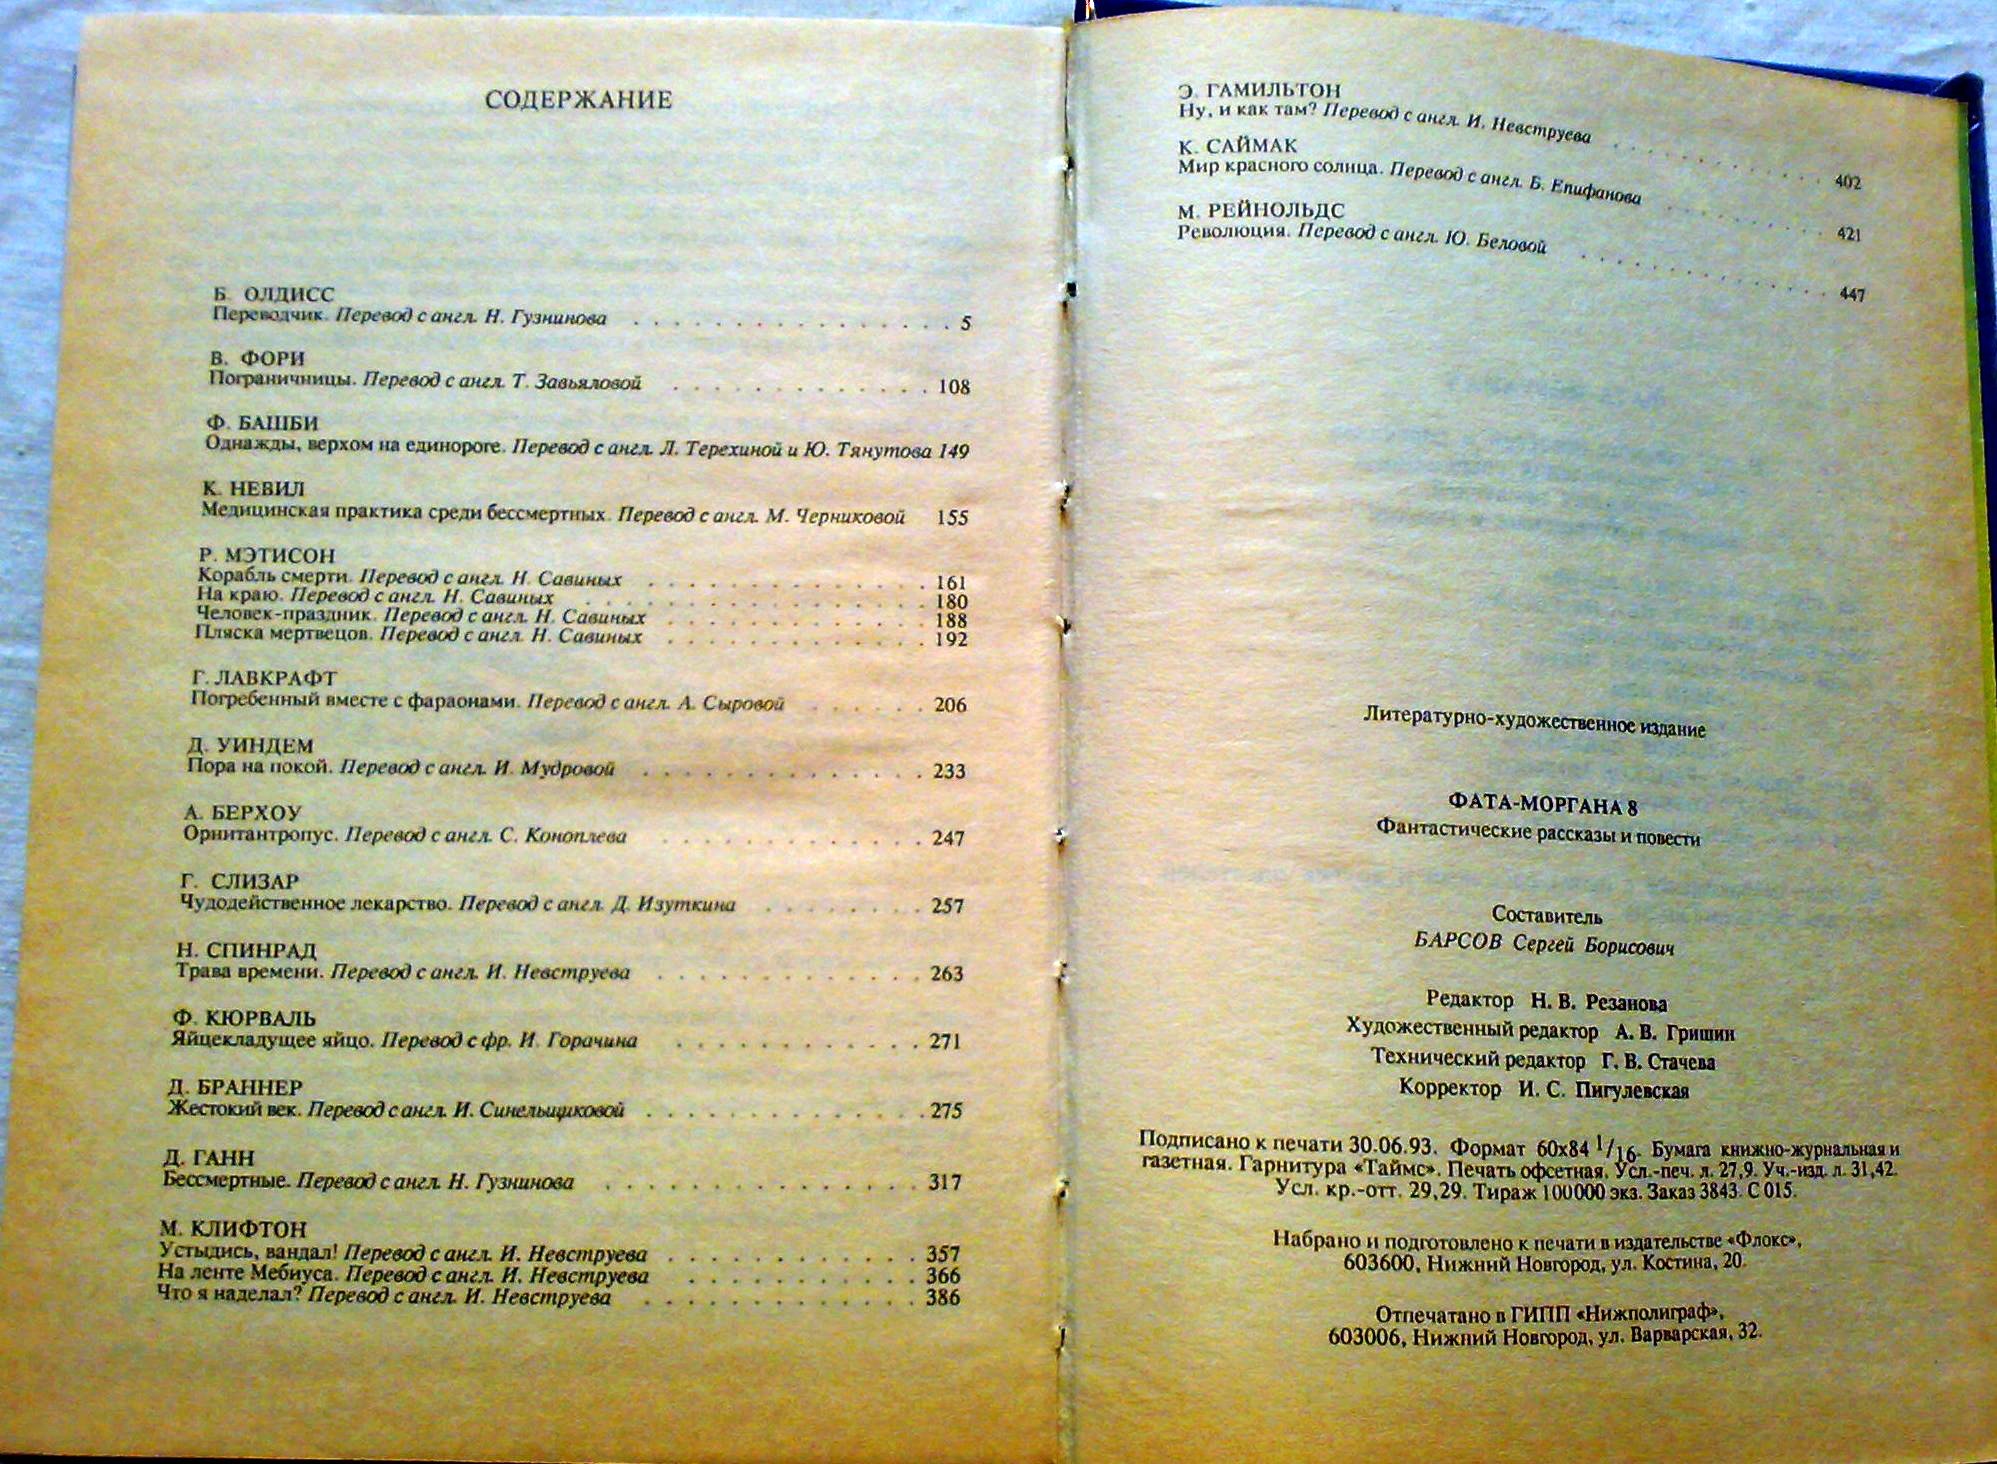 СОДЕРЖАНИЕ
Б. ОЛДИСС
Переводчик. Перевод с англ. Н. Гузнинова . . . . . . . . . . . . . . . . 5
В. ФОРИ
Пограничницы. Перевод с англ. Т. Завьяловой . . . . . . . . . . . . . 108
Ф. БАШБИ
Однажды, верхом на единороге. Перевод с англ. Л. Терехиной и Ю. Тянутова 149
К. НЕВИЛ
Медицинская практика среди бессмертных. Перевод с англ. М. Черниковой 155
Р. МЭТИСОН
Корабль смерти. Перевод с англ. Н. Савиных . . . . . . . . . . . . . . 161
На краю. Перевод с англ. Н. Савиных . . . . . . . . . . . . . . . . . 180
Человек-праздник. Перевод с англ. Н. Савиных . . . . . . . . . . . . . 188
Пляска мертвецов. Перевод с англ. Н. Савиных . . . . . . . . . . . . . 192
Г. ЛАВКРАФТ
Погребенный вместе с фараонами. Перевод с англ. А. Сыровой . . . . . . 206
Д. УИНДЕМ
Пора на покой. Перевод с англ. И. Мудровой . . . . . . . . . . . . . . 233
А. БЕРХОУ
Орнитантропус. Перевод с англ. С. Коноплева . . . . . . . . . . . . . 247
Г. СЛИЗАР
Чудодейственное лекарство. Перевод с англ. Д. Изуткина . . . . . . . . 257
Н. СПИНРАД
Трава времени. Перевод с англ. И. Невструева . . . . . . . . . . . . . 263
Ф. КЮРВАЛЬ
Яйцекладущее яйцо. Перевод с фр. И. Горачина . . . . . . . . . . . . 271
Д. БРАННЕР
Жестокий век. Перевод с англ. И. Синельщиковой . . . . . . . . . . . . 275
Д. ГАНН
Бессмертные. Перевод с англ. Н. Гузнинова . . . . . . . . . . . . . . . 317
М. КЛИФТОН
Устыдись, вандал! Перевод с англ. И. Невструева . . . . . . . . . . . . 357
На ленте Мебиуса. Перевод с англ. И. Невструева . . . . . . . . . . . . 366
Что я наделал? Перевод с англ. И. Невструева . . . . . . . . . . . . . 386
Э. ГАМИЛЬТОН
Ну, и как там? Перевод с англ. И. Невструева . . . . . . . . . . . . . 402
К. САЙМАК
Мир красного солнца. Перевод с англ. Б. Епифанова . . . . . . . . . . 421
М. РЕЙНОЛЬДС
Революция. Перевод с англ. Ю. Беловой . . . . . . . . . . . . . . . . 447
Литературно-художественное издание
ФАТА-МОРГАНА 8
Фантастические рассказы и повести
Составитель
БАРСОВ Сергей Борисович
Редактор Н. В. Резанова
Художественный редактор А. В. Гришин
Технический редактор Г. В. Стачева
Корректор И. С. Пигулевская
Подписано к печати 30.06.93. Формат 60x84 1/16. Бумага книжно-журнальная и
газетная. Гарнитура «Таймс». Печать офсетная. Усл.-печ. л. 27,9. Уч.-изд. л. 31,42.
Усл. кр.-отт. 29,29. Тираж 100000 экз. Заказ 3843. С 015.
Набрано и подготовлено к печати в издательстве «Флокс»,
603600, Нижний Новгород, ул. Костина, 20.
Отпечатано в ГИПП «Нижполиграф»,
603006, Нижний Новгород, ул. Варварская, 32.